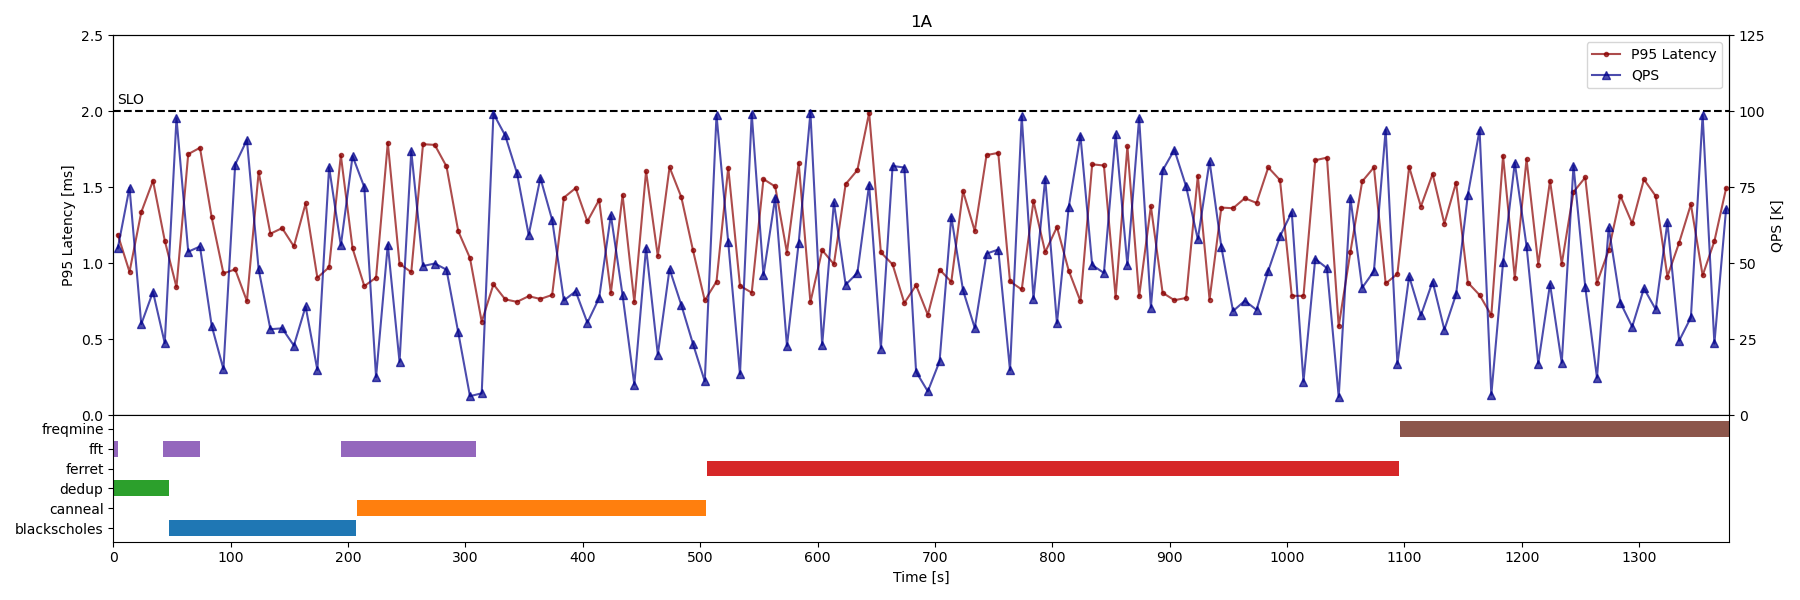 1A
P95 Latency [ms]
2.5
2.0
1.5
1.0
0.5
0.0
SLO
P95 Latency
QPS
125
100
75
50
25
0
QPS [K]
freqmine
fft
ferret
dedup
canneal
blackscholes
0 100 200 300 400 500 600 700 800 900 1000 1100 1200 1300
Time [s]